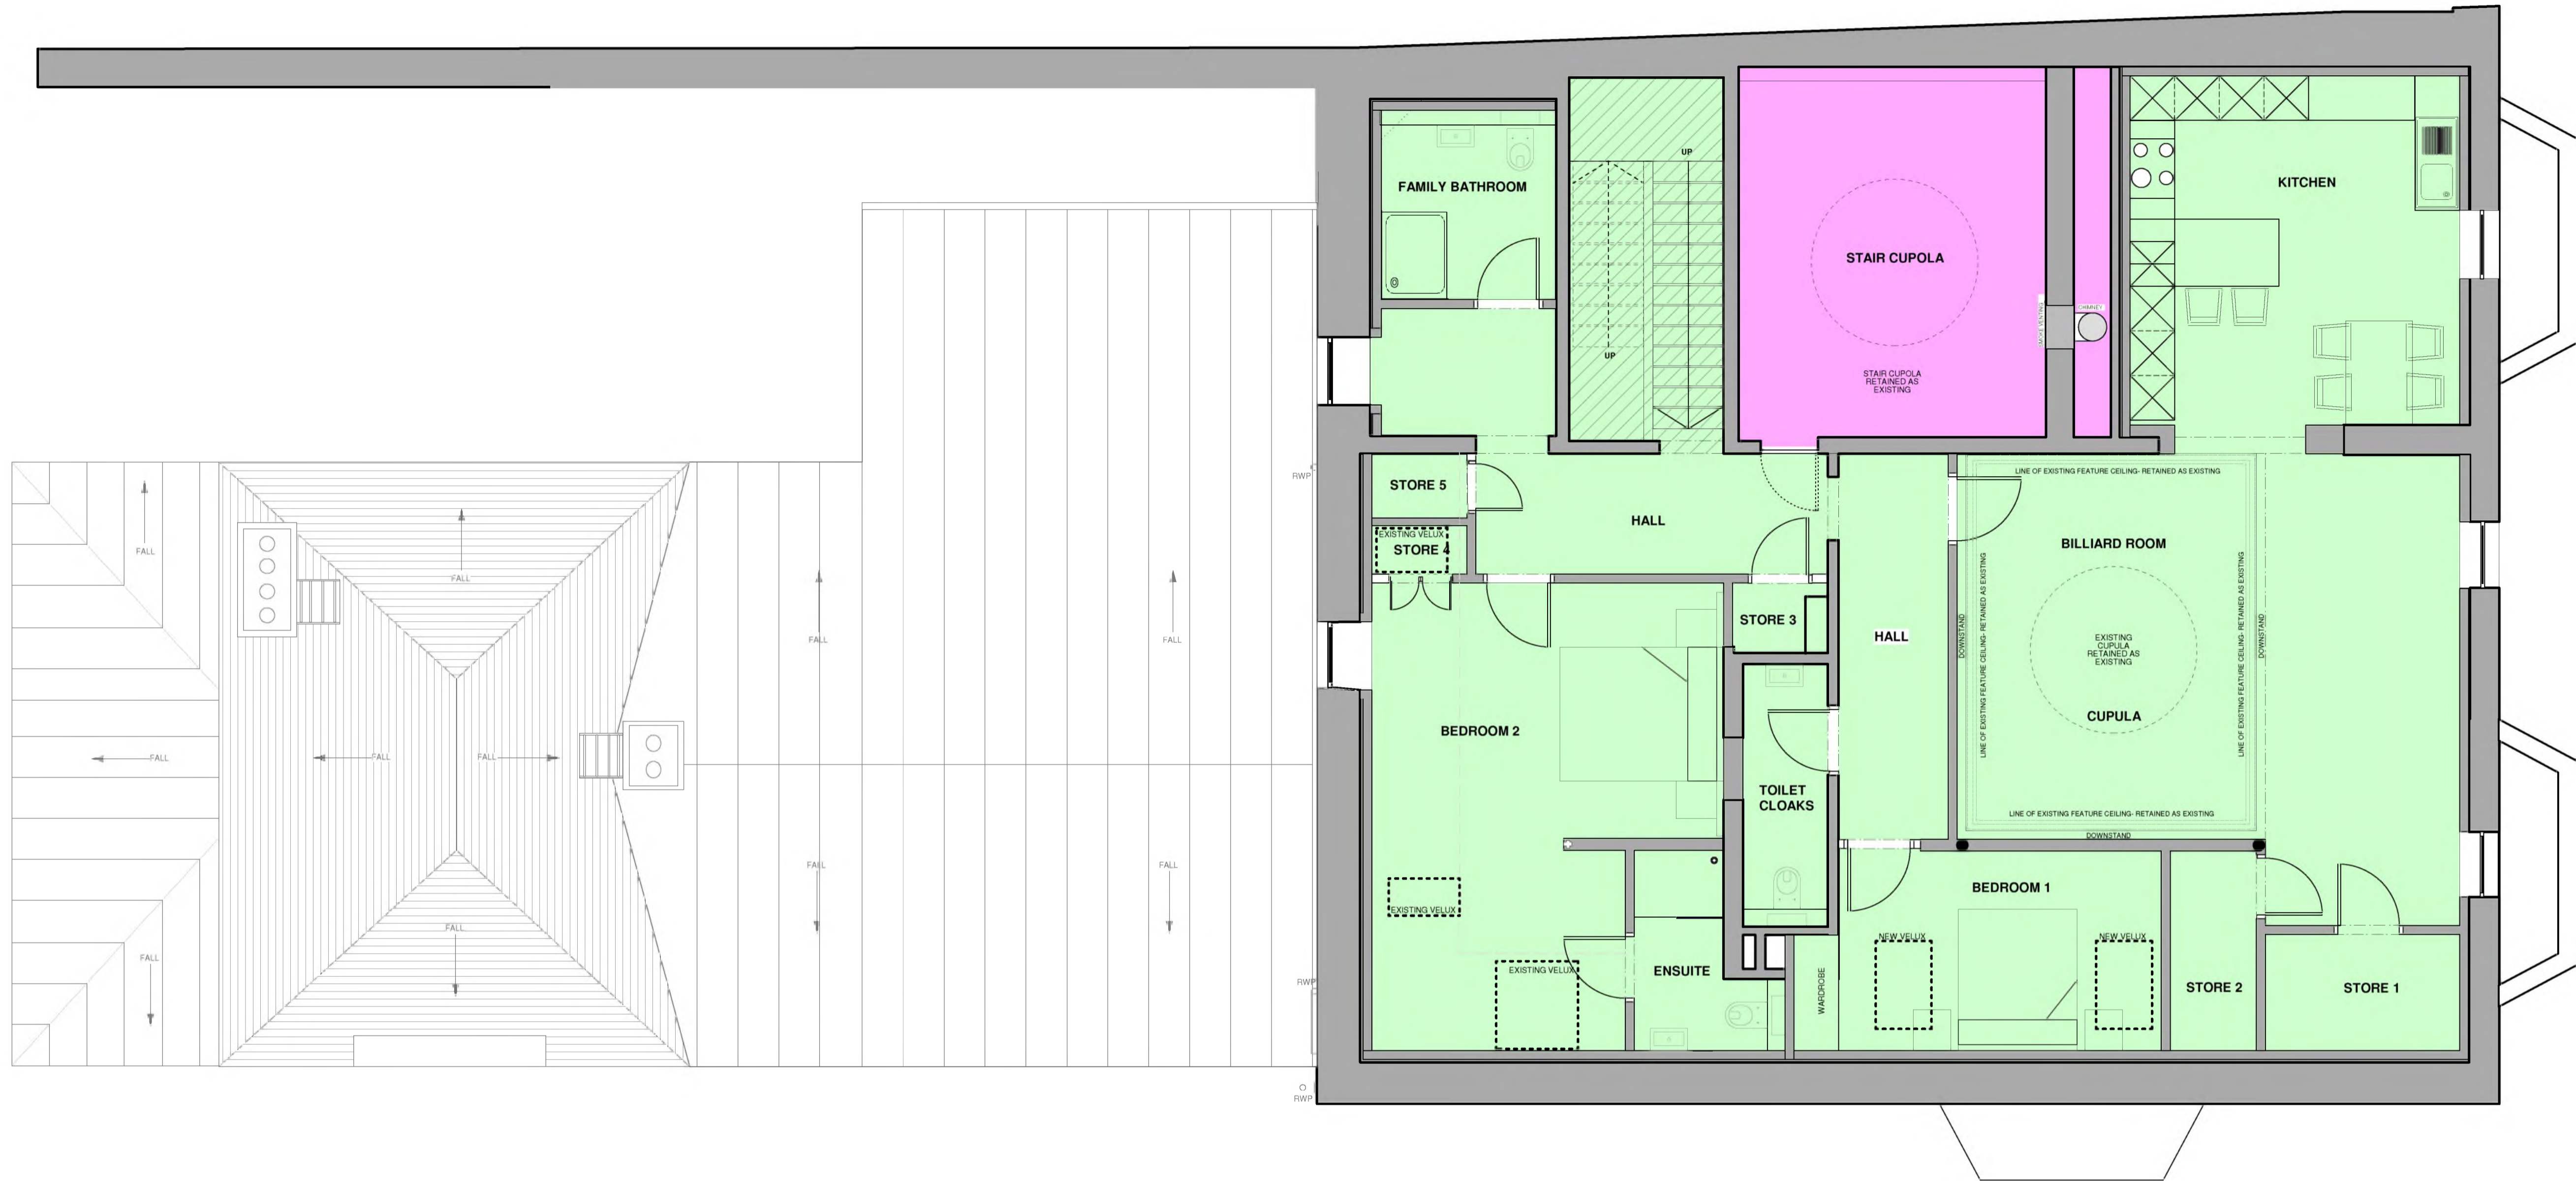 UP
FAMILY BATHROOM
KITCHEN
STAIR CUPOLA
SMOKE VENTING
CHIMNEY
UP
STAIR CUPOLA
RETAINED AS
EXISTING
RWP
STORE 5
LINE OF EXISTING FEATURE CEILING- RETAINED AS EXISTING
HALL
EXISTING VELUX
STORE 4
BILLIARD ROOM
FALL
FALL
FALL
FALL
STORE 3
HALL
DOWNSTAND
LINE OF EXISTING FEATURE CEILING- RETAINED AS EXISTING
EXISTING
CUPULA
RETAINED AS
EXISTING
LINE OF EXISTING FEATURE CEILING- RETAINED AS EXISTING
DOWNSTAND
CUPULA
BEDROOM 2
FALL
FALL
FALL
TOILET
CLOAKS
LINE OF EXISTING FEATURE CEILING- RETAINED AS EXISTING
DOWNSTAND
FALL
FALL
BEDROOM 1
EXISTING VELUX
FALL
FALL
NEW VELUX
NEW VELUX
EXISTING VELUX
ENSUITE
WARDROBE
STORE 2
STORE 1
RWP
RWP